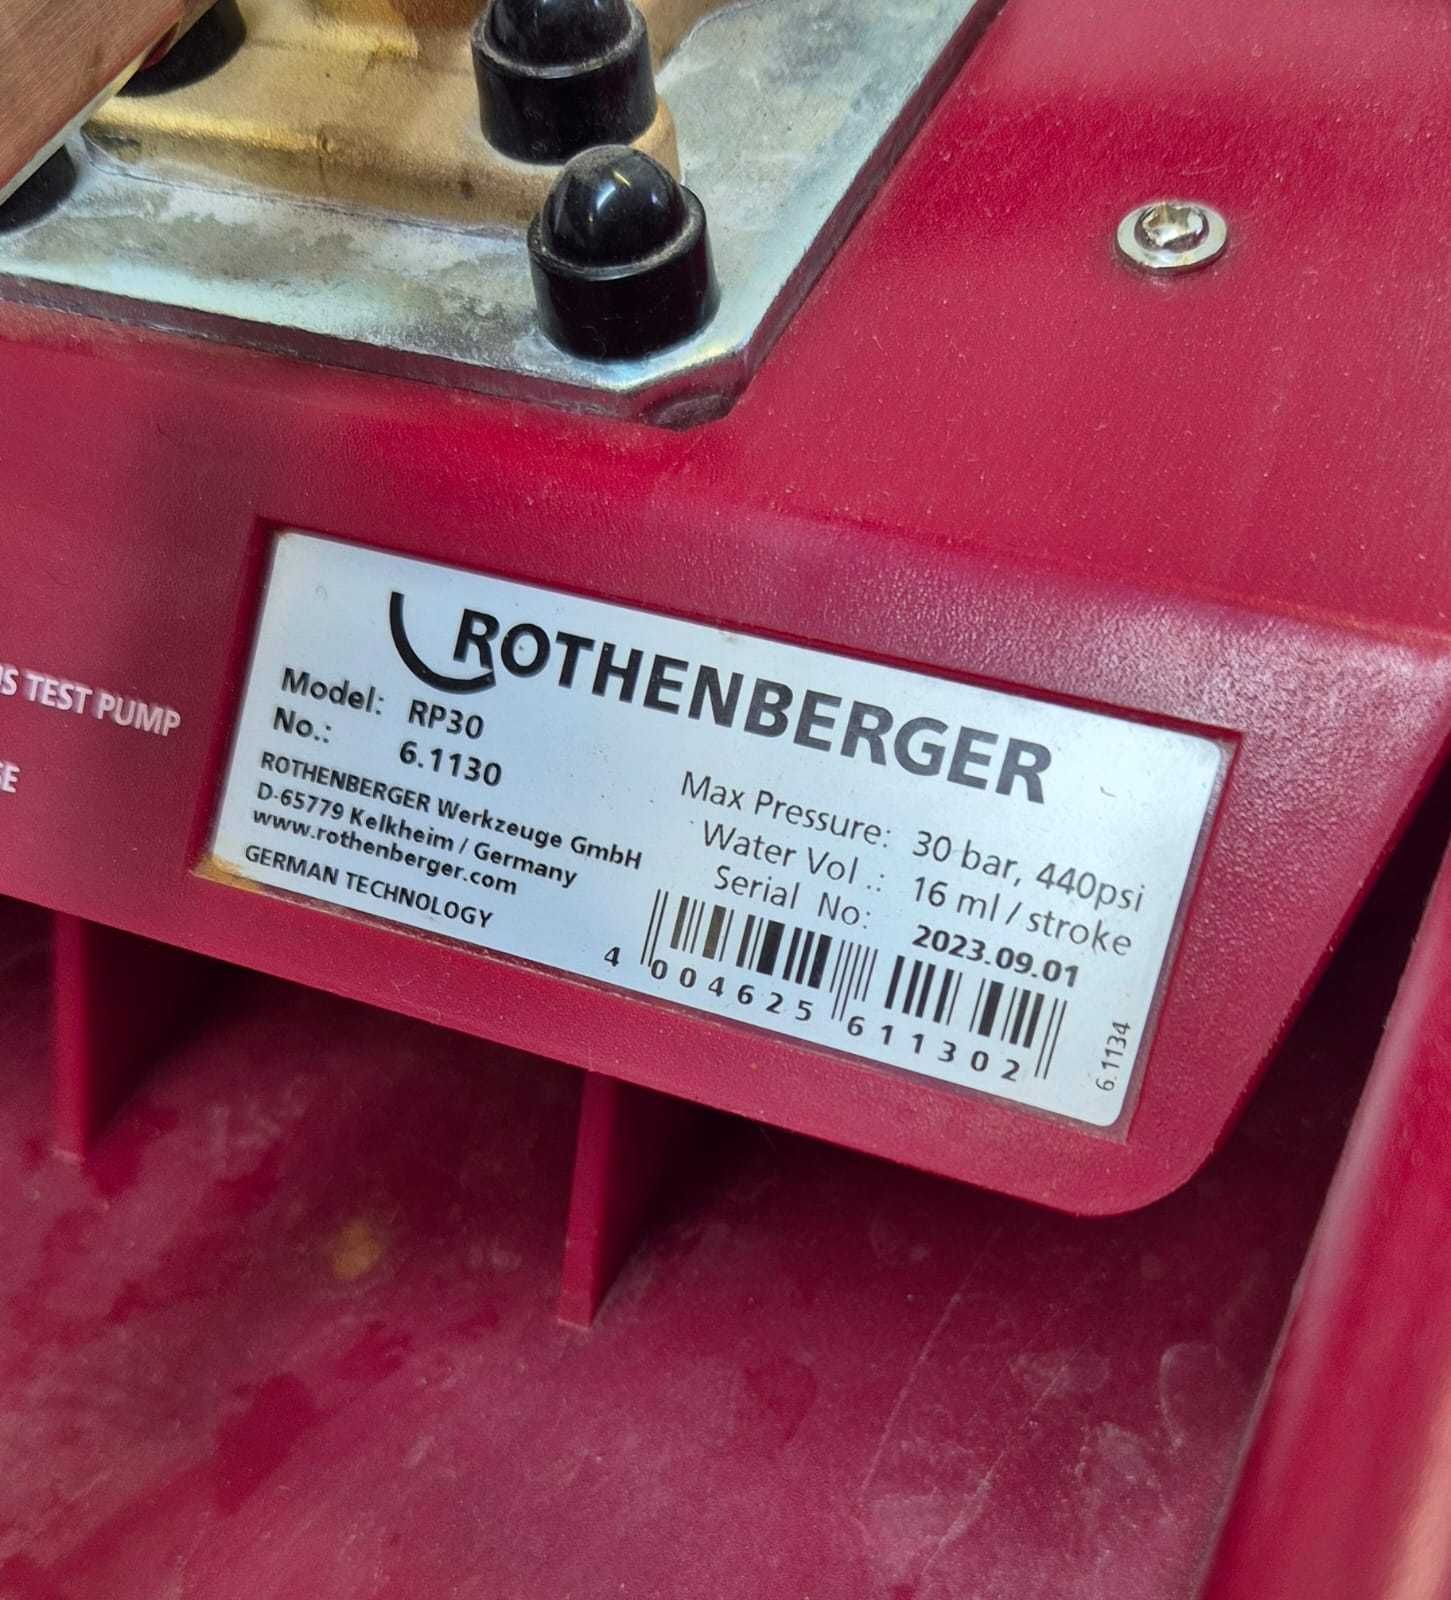 TEST PUMP
ROTHENBERGER
Model: RP30
No.: 6.1130
ROTHENBERGER Werkzeuge GmbH
D-65779 Kelkheim / Germany
www.rothenberger.com
GERMAN TECHNOLOGY
Max Pressure: 30 bar, 440psi
Water Vol .: 16 ml / stroke
Serial No: 2023.09.01
4 004625 611302
6.1134